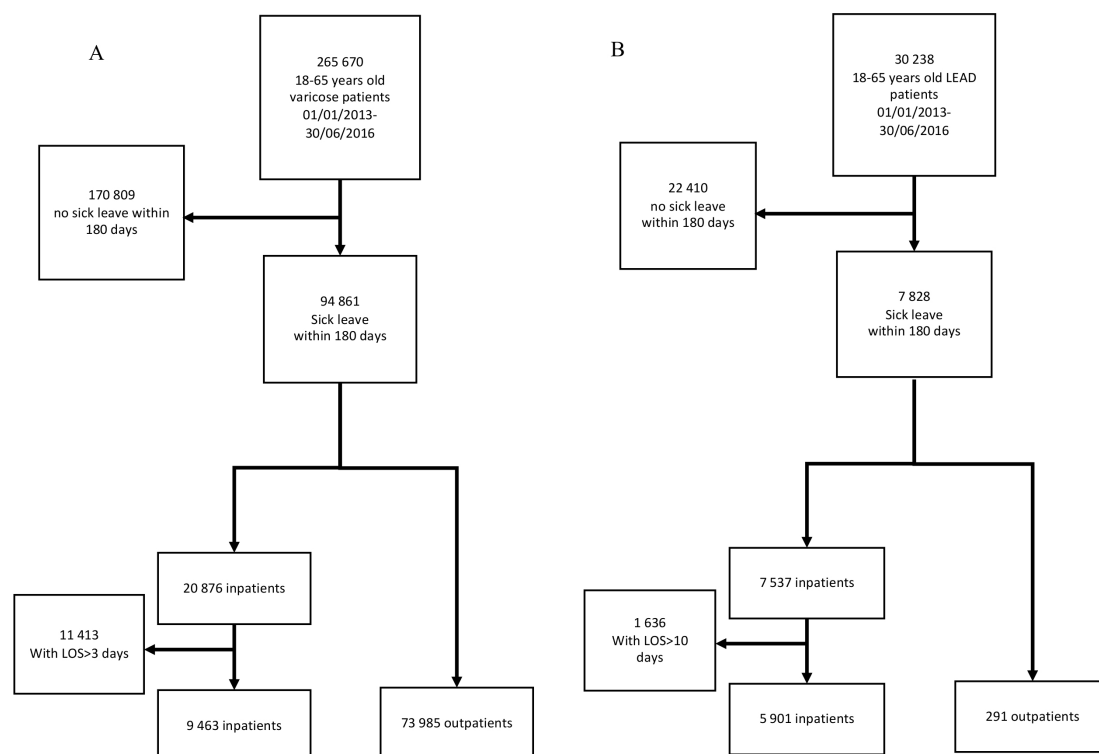 A
265 670
18-65 years old
varicose patients
01/01/2013-
30/06/2016
170 809
no sick leave within
180 days
94 861
Sick leave
within 180 days
20 876 inpatients
11 413
With LOS>3 days
9 463 inpatients
73 985 outpatients
B
30 238
18-65 years old LEAD
patients
01/01/2013-
30/06/2016
22 410
no sick leave
within 180 days
7 828
Sick leave
within 180 days
7 537 inpatients
1 636
With LOS>10
days
5 901 inpatients
291 outpatients